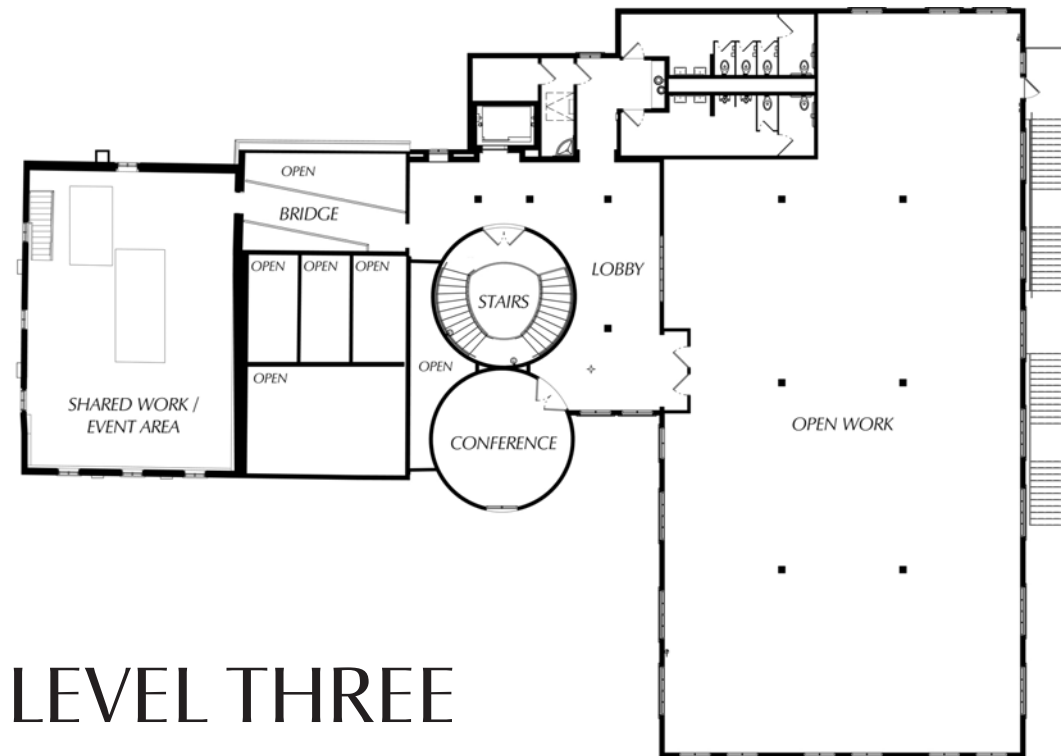 OPEN
BRIDGE
OPEN
OPEN
OPEN
LOBBY
STAIRS
OPEN
OPEN
SHARED WORK /
EVENT AREA
CONFERENCE
OPEN WORK
LEVEL THREE